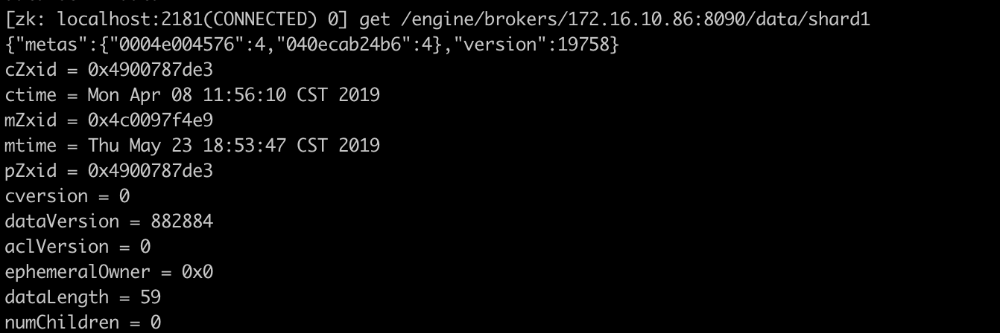 [zk: localhost:2181(CONNECTED) 0] get /engine/brokers/172.16.10.86:8090/data/shard1
{"metas":{"0004e004576":4,"040ecab24b6":4},"version":19758}
cZxid = 0x4900787de3
ctime = Mon Apr 08 11:56:10 CST 2019
mZxid = 0x4c0097f4e9
mtime = Thu May 23 18:53:47 CST 2019
pZxid = 0x4900787de3
cversion = 0
dataVersion = 882884
aclVersion = 0
ephemeralOwner = 0x0
dataLength = 59
numChildren = 0